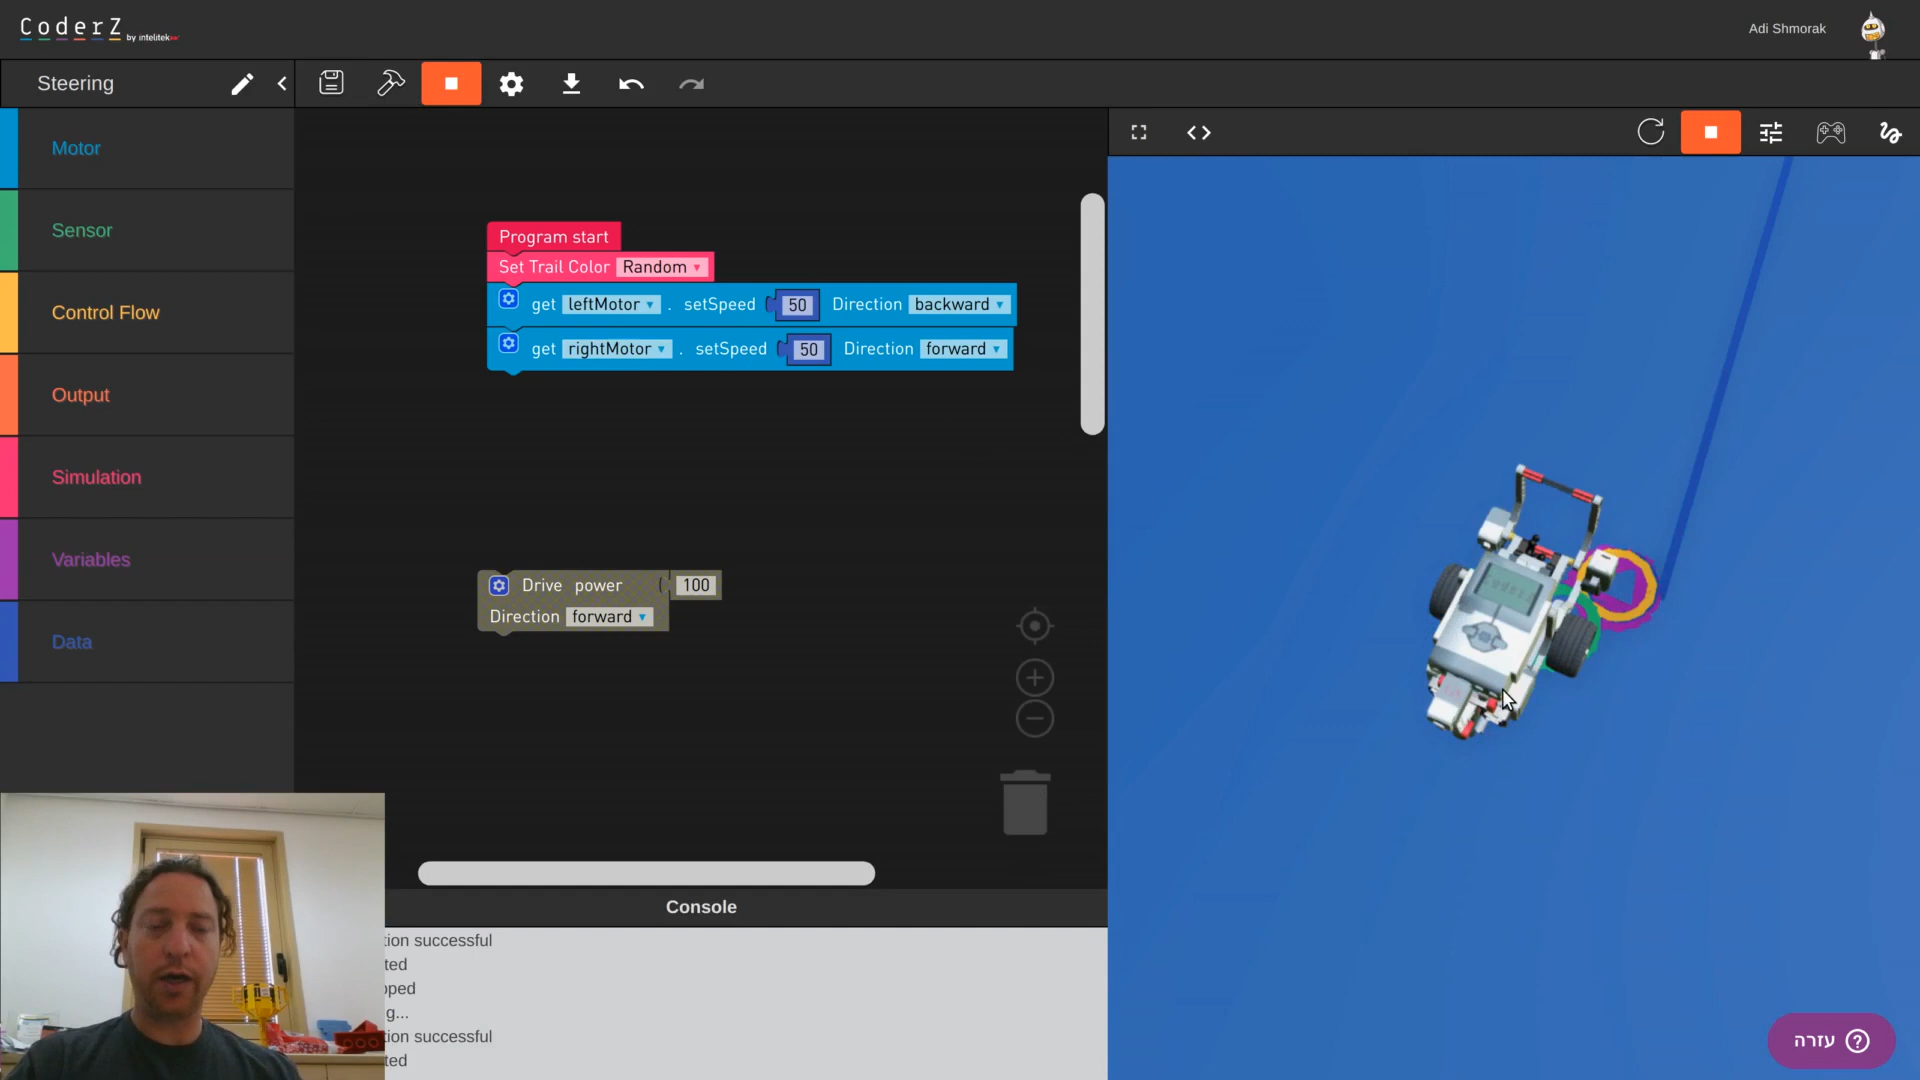 CoderZ
by intelitek
Adi Shmorak
Steering
Motor
Sensor
Control Flow
Output
Simulation
Variables
Data
Program start
Set Trail Color Random
get leftMotor . setSpeed 50 Direction backward
get rightMotor . setSpeed 50 Direction forward
Drive power 100
Direction forward
Console
tion successful
ted
pped
g...
tion successful
ted
עזרה